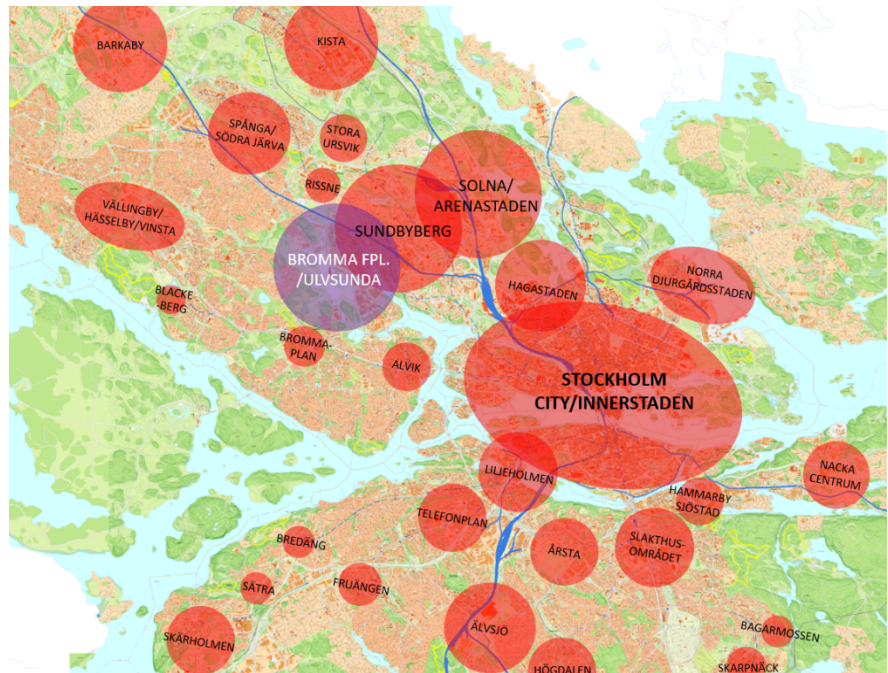 BARKABY
KISTA
SPÅNGA/
SÖDRA JÄRVA
STORA
URSVIK
RISSNE
SOLNA/
ARENASTADEN
VÄLLINGBY/
HÄSSELBY/VINSTA
SUNDBYBERG
BROMMA FPL.
/ULVSUNDA
HAGASTADEN
NORRA
DJURGÅRDSSTADEN
BLACKE
-BERG
BROMMA-
PLAN
ALVIK
STOCKHOLM
CITY/INNERSTADEN
LILJEHOLMEN
NACKA
CENTRUM
HAMMARBY
SJÖSTAD
TELEFONPLAN
BREDÄNG
ÅRSTA
SLAKTHUS-
OMRÅDET
SÄTRA
FRUÄNGEN
SKÄRHOLMEN
ÄLVSJÖ
BAGARMOSSEN
HÖGDALEN
SKARPNÄCK